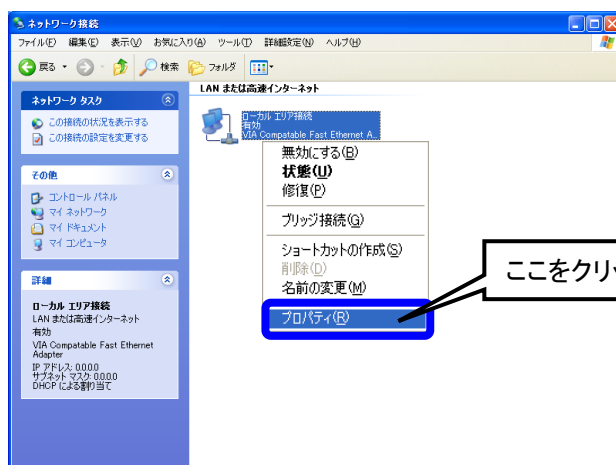 ネットワーク接続
ファイル(F) 編集(E) 表示(V) お気に入り(A) ツール(T) 詳細設定(N) ヘルプ(H)
戻る 検索 フォルダ
LAN または高速インターネット
ネットワーク タスク
この接続の状況を表示する
この接続の設定を変更する
その他
コントロール パネル
マイ ネットワーク
マイ ドキュメント
マイ コンピュータ
詳細
ローカル エリア接続
LAN または高速インターネット
有効
VIA Compatable Fast Ethernet
Adapter
IP アドレス: 0.0.0.0
サブネット マスク: 0.0.0.0
DHCP による割り当て
ローカル エリア接続
有効
VIA Compatable Fast Ethernet A...
無効にする(B)
状態(U)
修復(P)
ブリッジ接続(G)
ショートカットの作成(S)
削除(D)
名前の変更(M)
プロパティ(R)
ここをクリッ